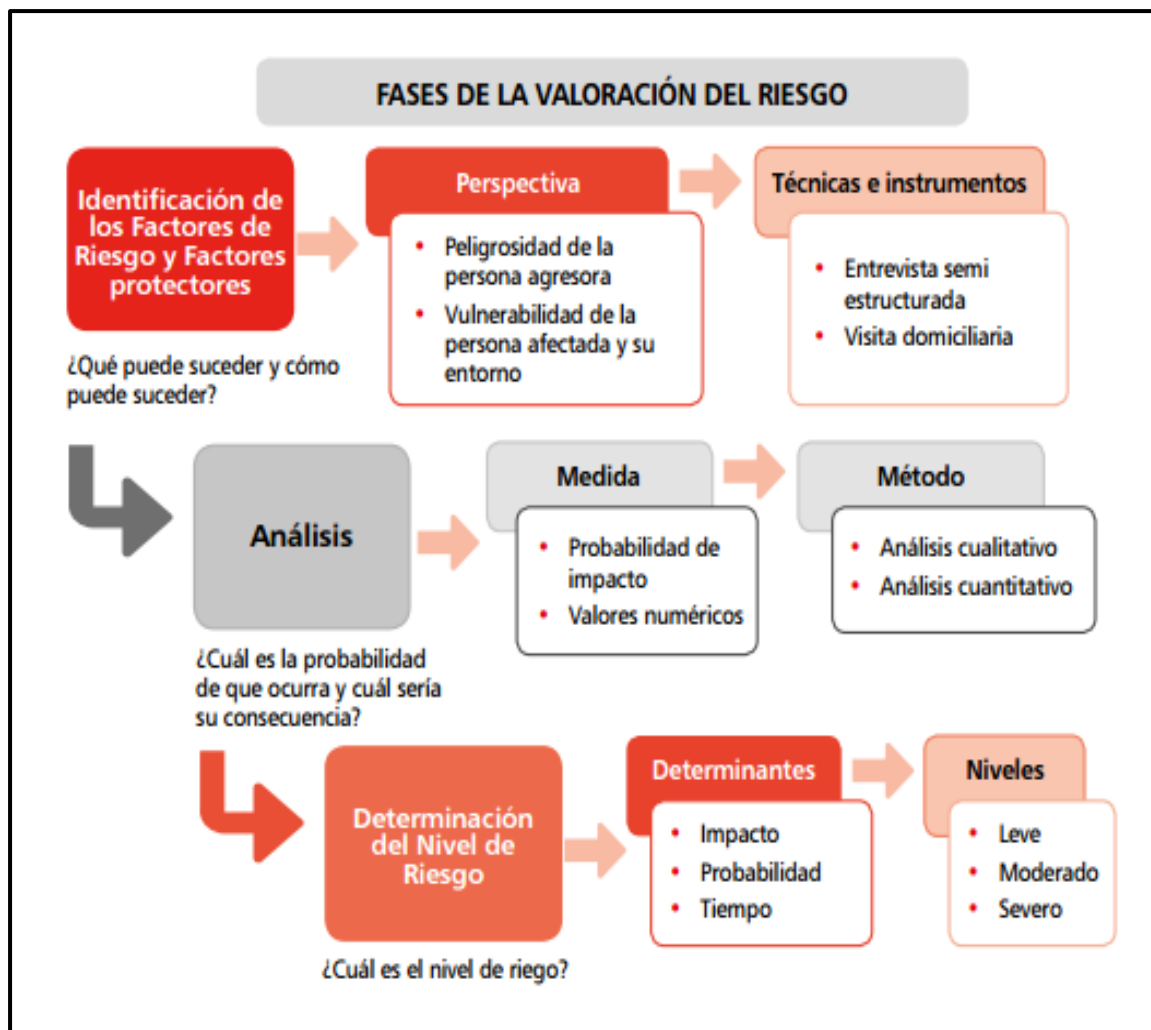 FASES DE LA VALORACIÓN DEL RIESGO
Identificación de
los Factores de
Riesgo y Factores
protectores
¿Qué puede suceder y cómo
puede suceder?
Perspectiva
• Peligrosidad de la
persona agresora
• Vulnerabilidad de la
persona afectada y su
entorno
Técnicas e instrumentos
• Entrevista semi
estructurada
• Visita domiciliaria
Análisis
¿Cuál es la probabilidad
de que ocurra y cuál sería
su consecuencia?
Medida
• Probabilidad de
impacto
• Valores numéricos
Método
• Análisis cualitativo
• Análisis cuantitativo
Determinación
del Nivel de
Riesgo
¿Cuál es el nivel de riego?
Determinantes
• Impacto
• Probabilidad
• Tiempo
Niveles
• Leve
• Moderado
• Severo